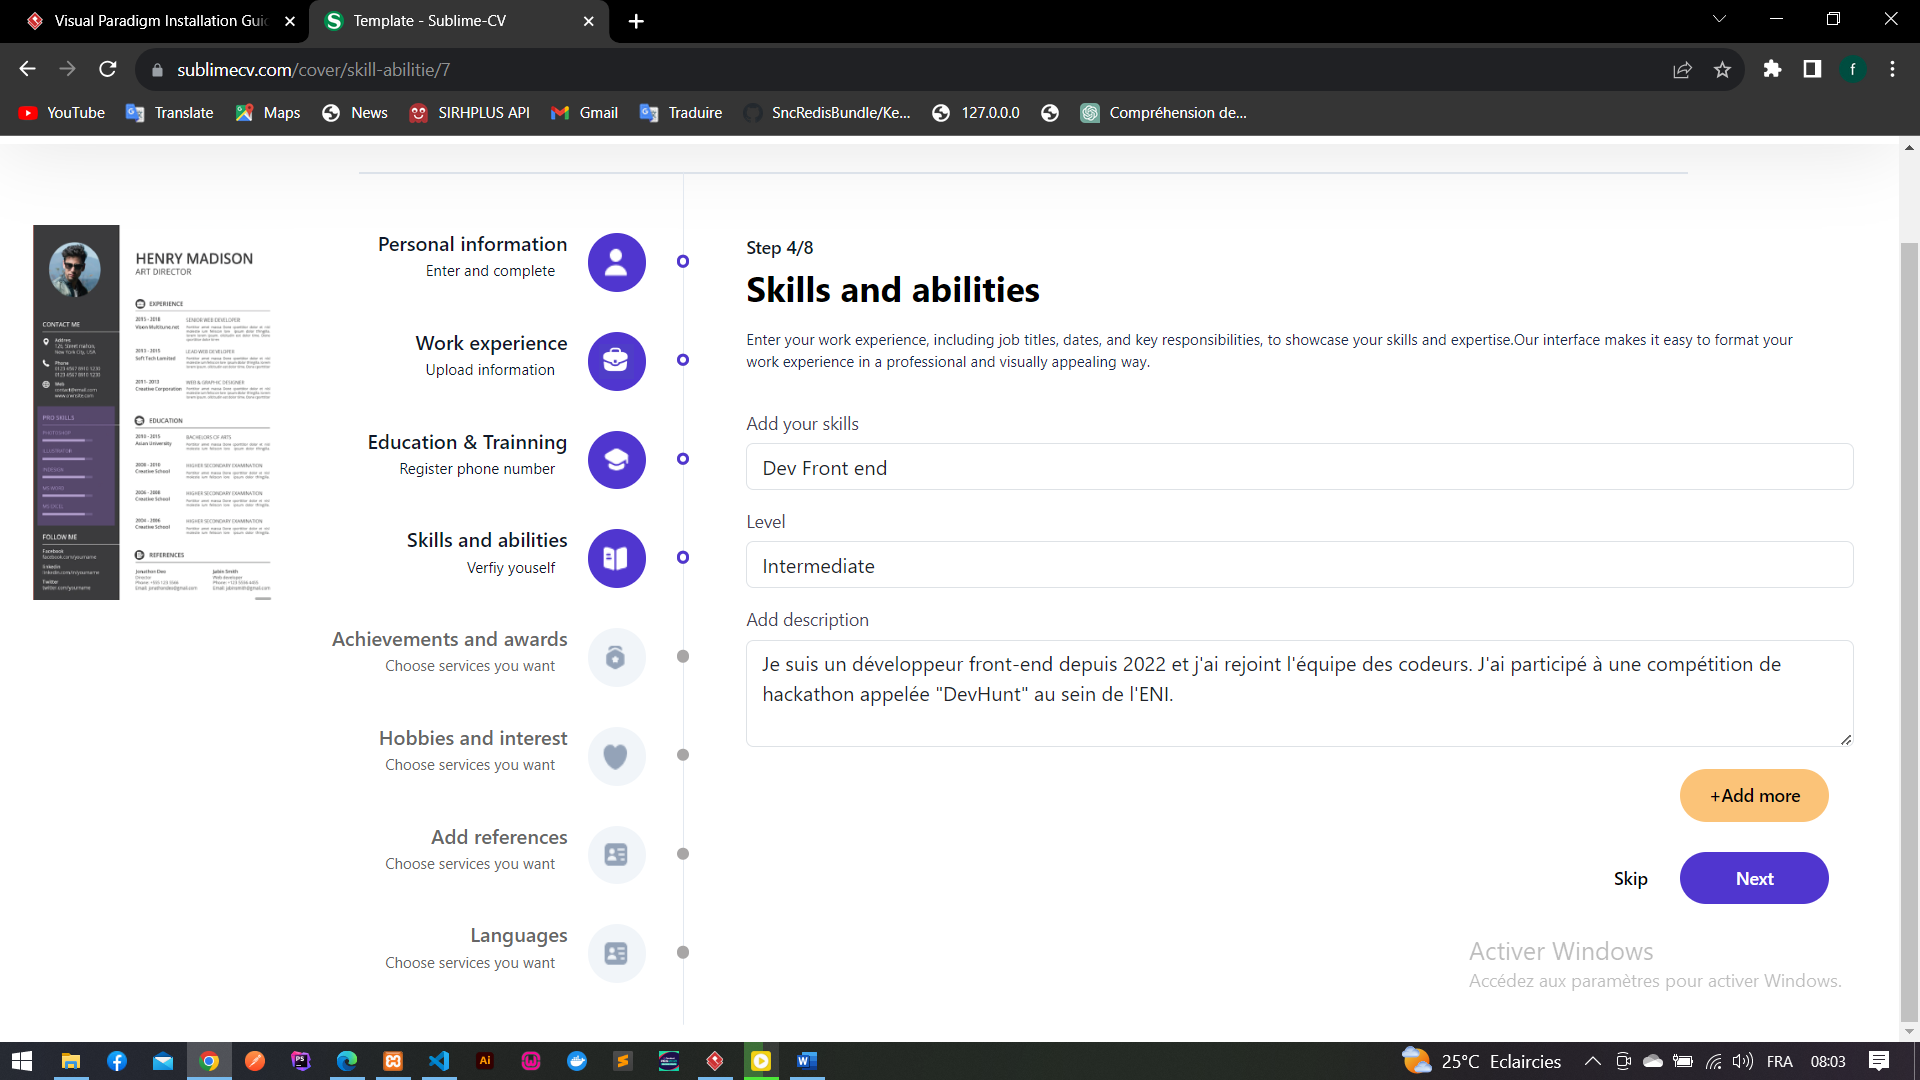 Visual Paradigm Installation Guid
Template - Sublime-CV
sublimecv.com/cover/skill-abilitie/7
f
YouTube
Translate
Maps
News
SIRHPLUS API
Gmail
Traduire
SncRedisBundle/Ke...
127.0.0.0
Compréhension de...
HENRY MADISON
ART DIRECTOR
EXPERIENCE
CONTACT ME
PRO SKILLS
EDUCATION
FOLLOW ME
REFERENCES
Personal information
Enter and complete
Work experience
Upload information
Education & Trainning
Register phone number
Skills and abilities
Verfiy youself
Achievements and awards
Choose services you want
Hobbies and interest
Choose services you want
Add references
Choose services you want
Languages
Choose services you want
Step 4/8
Skills and abilities
Enter your work experience, including job titles, dates, and key responsibilities, to showcase your skills and expertise.Our interface makes it easy to format your
work experience in a professional and visually appealing way.
Add your skills
Dev Front end
Level
Intermediate
Add description
Je suis un développeur front-end depuis 2022 et j'ai rejoint l'équipe des codeurs. J'ai participé à une compétition de
hackathon appelée "DevHunt" au sein de l'ENI.
+Add more
Skip
Next
Activer Windows
Accédez aux paramètres pour activer Windows.
25°C Eclaircies
FRA
08:03